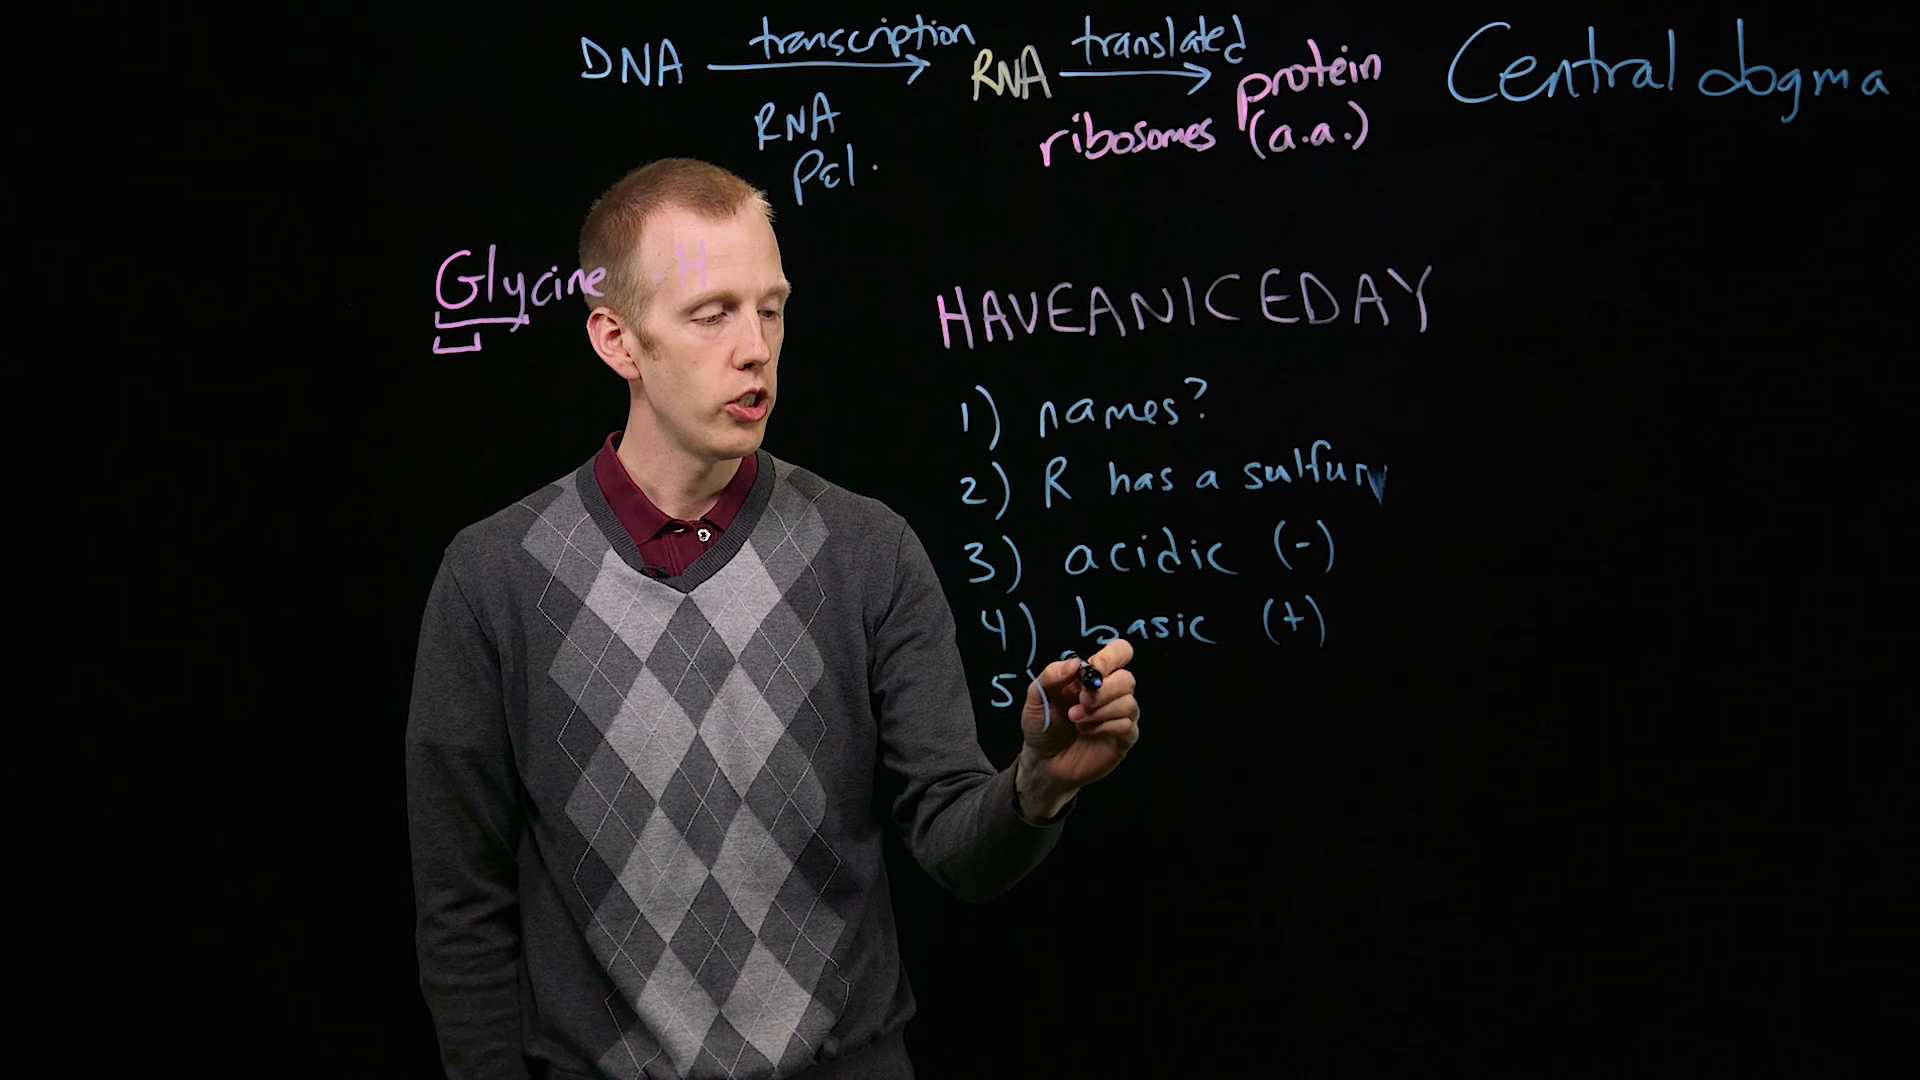 DNA transcription RNA translated protein Central dogma
RNA Pol. ribosomes (a.a.)
Glycine - H
HAVEANICEDAY
1) names?
2) R has a sulfur
3) acidic (-)
4) basic (+)
5)